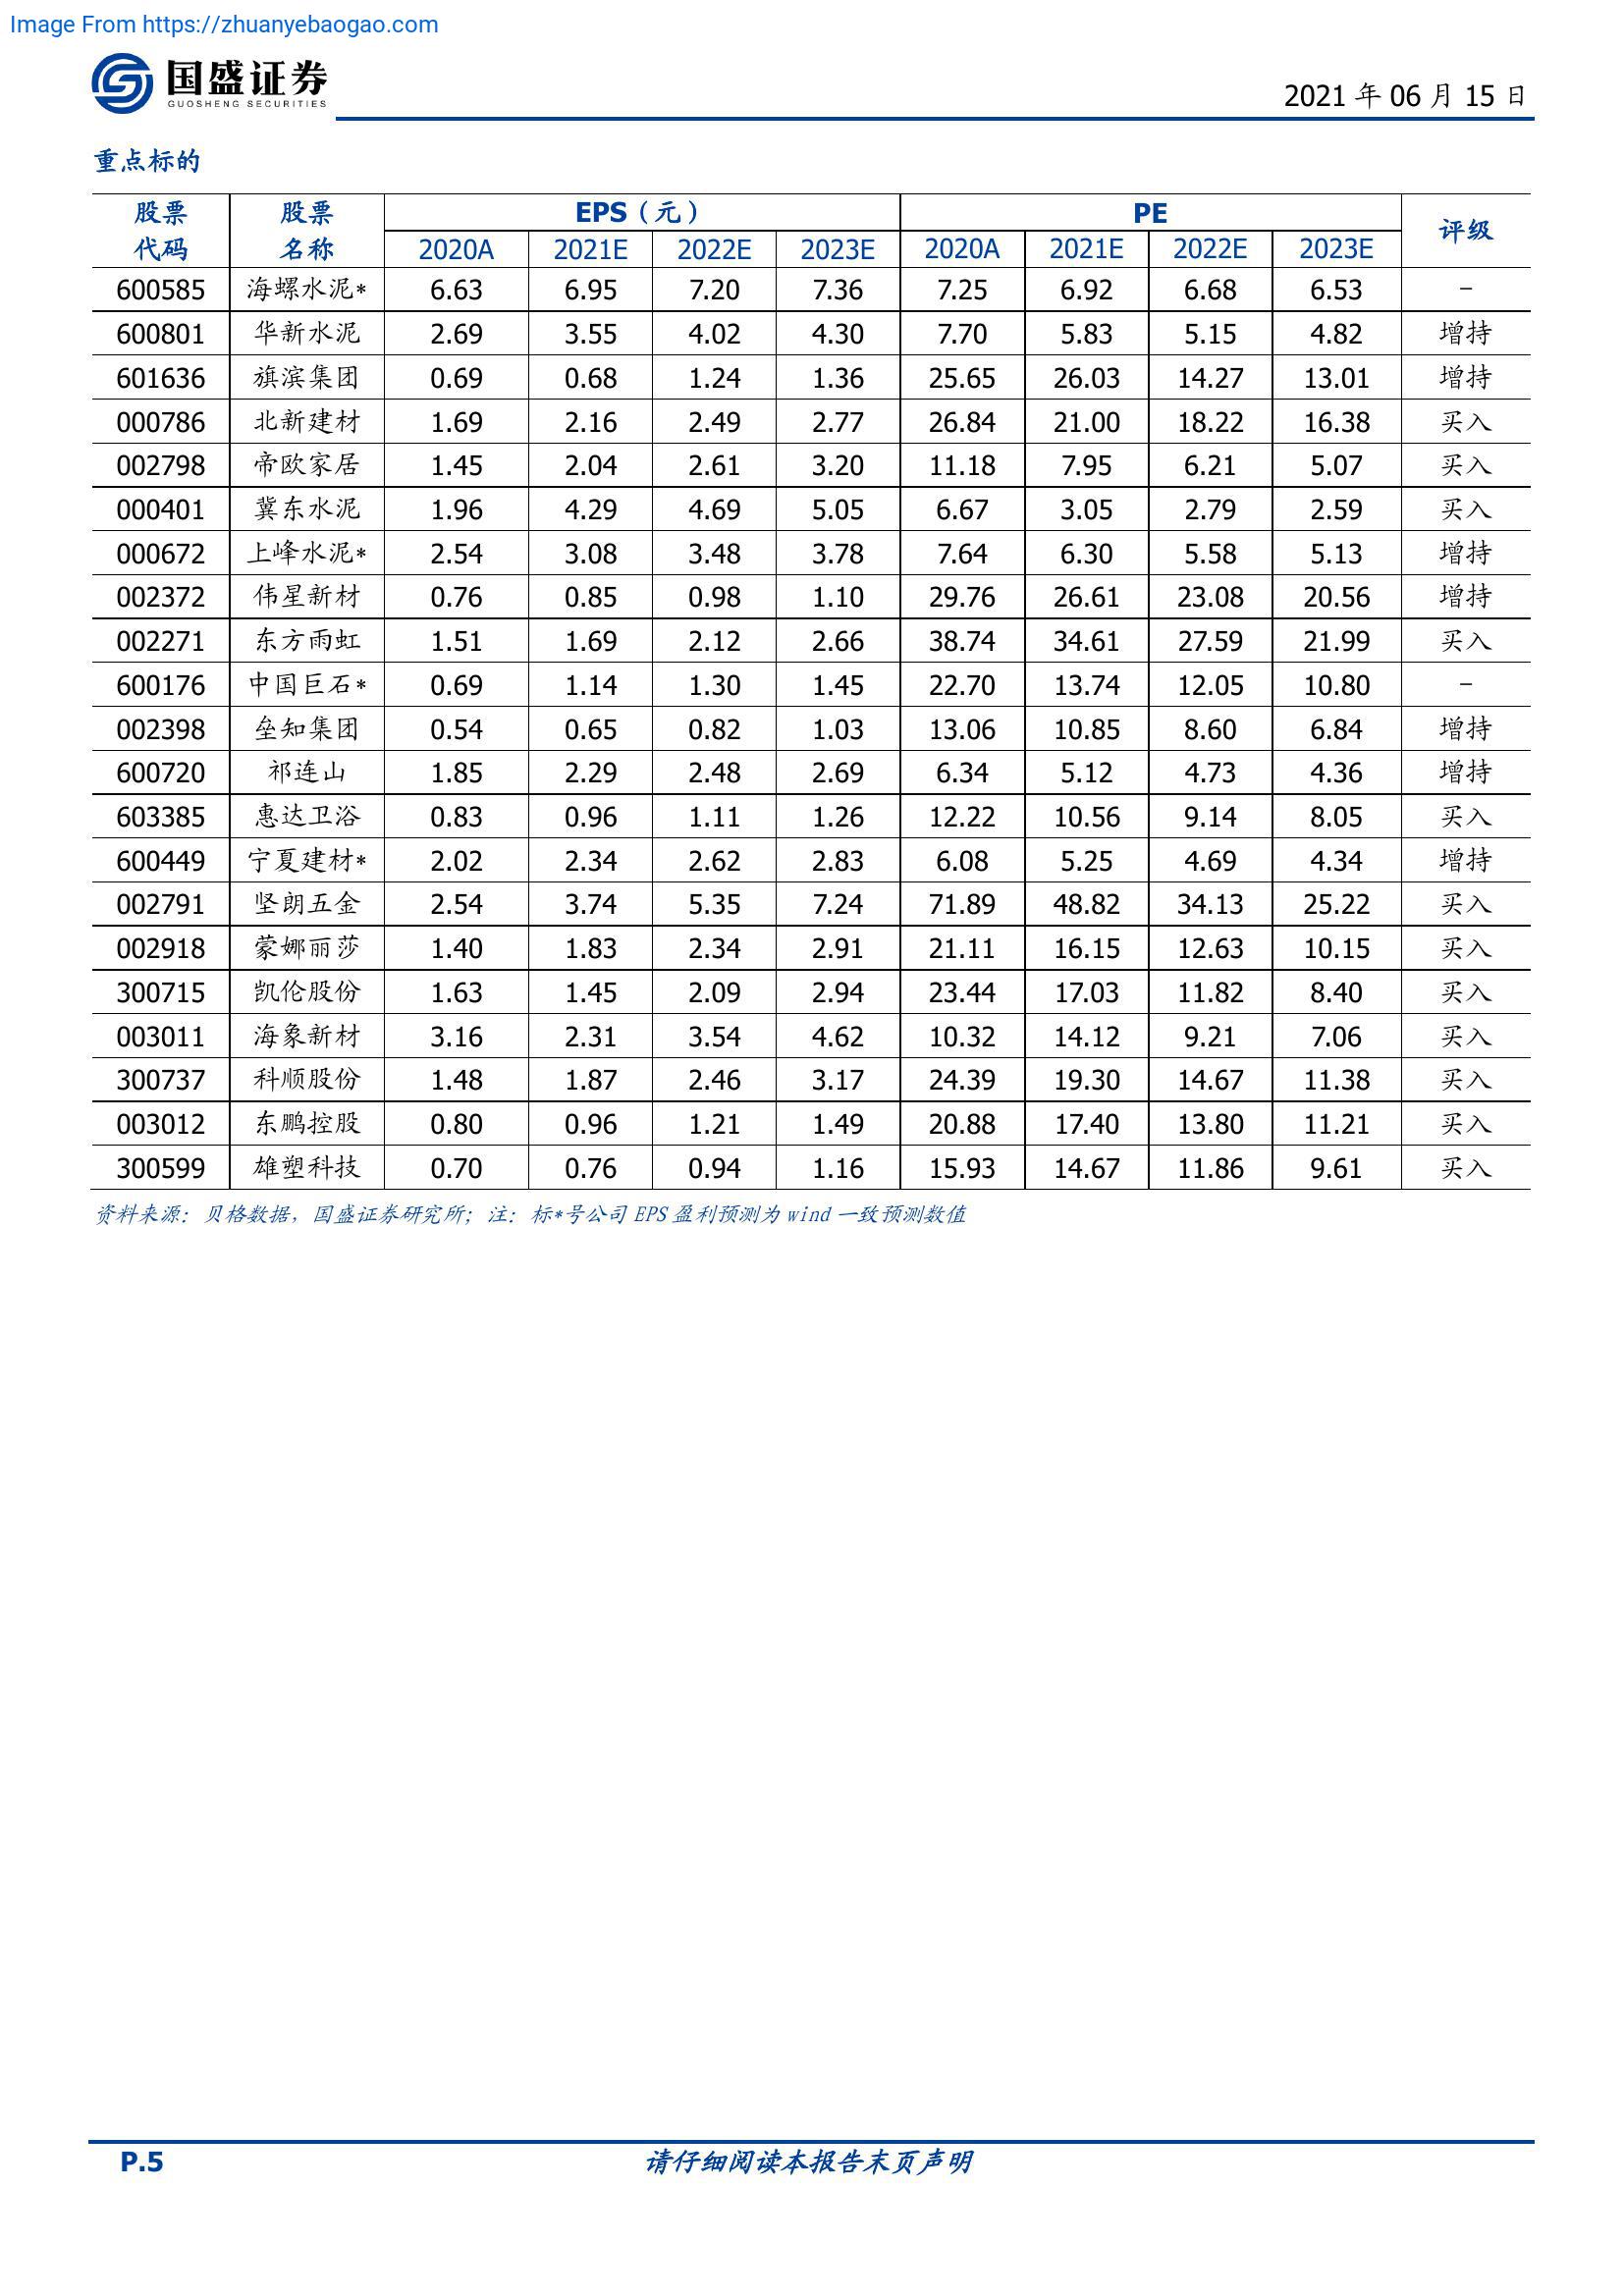 Image From https://zhuanyebaogao.com
国盛证券
GUOSHENG SECURITIES
2021 年 06 月 15 日
重点标的
股票代码 股票名称 EPS（元） PE 评级
2020A 2021E 2022E 2023E 2020A 2021E 2022E 2023E
600585 海螺水泥* 6.63 6.95 7.20 7.36 7.25 6.92 6.68 6.53 -
600801 华新水泥 2.69 3.55 4.02 4.30 7.70 5.83 5.15 4.82 增持
601636 旗滨集团 0.69 0.68 1.24 1.36 25.65 26.03 14.27 13.01 增持
000786 北新建材 1.69 2.16 2.49 2.77 26.84 21.00 18.22 16.38 买入
002798 帝欧家居 1.45 2.04 2.61 3.20 11.18 7.95 6.21 5.07 买入
000401 冀东水泥 1.96 4.29 4.69 5.05 6.67 3.05 2.79 2.59 买入
000672 上峰水泥* 2.54 3.08 3.48 3.78 7.64 6.30 5.58 5.13 增持
002372 伟星新材 0.76 0.85 0.98 1.10 29.76 26.61 23.08 20.56 增持
002271 东方雨虹 1.51 1.69 2.12 2.66 38.74 34.61 27.59 21.99 买入
600176 中国巨石* 0.69 1.14 1.30 1.45 22.70 13.74 12.05 10.80 -
002398 垒知集团 0.54 0.65 0.82 1.03 13.06 10.85 8.60 6.84 增持
600720 祁连山 1.85 2.29 2.48 2.69 6.34 5.12 4.73 4.36 增持
603385 惠达卫浴 0.83 0.96 1.11 1.26 12.22 10.56 9.14 8.05 买入
600449 宁夏建材* 2.02 2.34 2.62 2.83 6.08 5.25 4.69 4.34 增持
002791 坚朗五金 2.54 3.74 5.35 7.24 71.89 48.82 34.13 25.22 买入
002918 蒙娜丽莎 1.40 1.83 2.34 2.91 21.11 16.15 12.63 10.15 买入
300715 凯伦股份 1.63 1.45 2.09 2.94 23.44 17.03 11.82 8.40 买入
003011 海象新材 3.16 2.31 3.54 4.62 10.32 14.12 9.21 7.06 买入
300737 科顺股份 1.48 1.87 2.46 3.17 24.39 19.30 14.67 11.38 买入
003012 东鹏控股 0.80 0.96 1.21 1.49 20.88 17.40 13.80 11.21 买入
300599 雄塑科技 0.70 0.76 0.94 1.16 15.93 14.67 11.86 9.61 买入
资料来源：贝格数据，国盛证券研究所；注：标*号公司 EPS 盈利预测为 wind 一致预测数值
P.5 请仔细阅读本报告末页声明